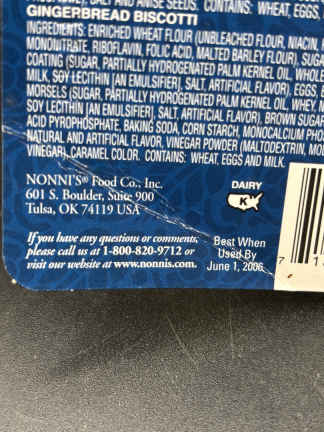 AND ANISE SEEDS. CONTAINS: WHEAT, EGGS,
GINGERBREAD BISCOTTI
INGREDIENTS: ENRICHED WHEAT FLOUR (UNBLEACHED FLOUR, NIACIN,
MONONITRATE, RIBOFLAVIN, FOLIC ACID, MALTED BARLEY FLOUR), SUGA
COATING (SUGAR, PARTIALLY HYDROGENATED PALM KERNEL OIL, WHOLE
MILK, SOY LECITHIN [AN EMULSIFIER], SALT, ARTIFICIAL FLAVOR), EGGS,
MORSELS (SUGAR, PARTIALLY HYDROGENATED PALM KERNEL OIL, WHEY,
SOY LECITHIN [AN EMULSIFIER], SALT, ARTIFICIAL FLAVOR), BROWN SUGAR
ACID PYROPHOSPHATE, BAKING SODA, CORN STARCH, MONOCALCIUM PHO
NATURAL AND ARTIFICIAL FLAVOR, VINEGAR POWDER (MALTODEXTRIN, MO
VINEGAR), CARAMEL COLOR. CONTAINS: WHEAT, EGGS AND MILK.
NONNI'S® Food Co., Inc.
601 S. Boulder, Suite 900
Tulsa, OK 74119 USA
DAIRY
K
If you have any questions or comments,
please call us at 1-800-820-9712 or
visit our website at www.nonnis.com.
Best When
Used By
June 1, 2006
7